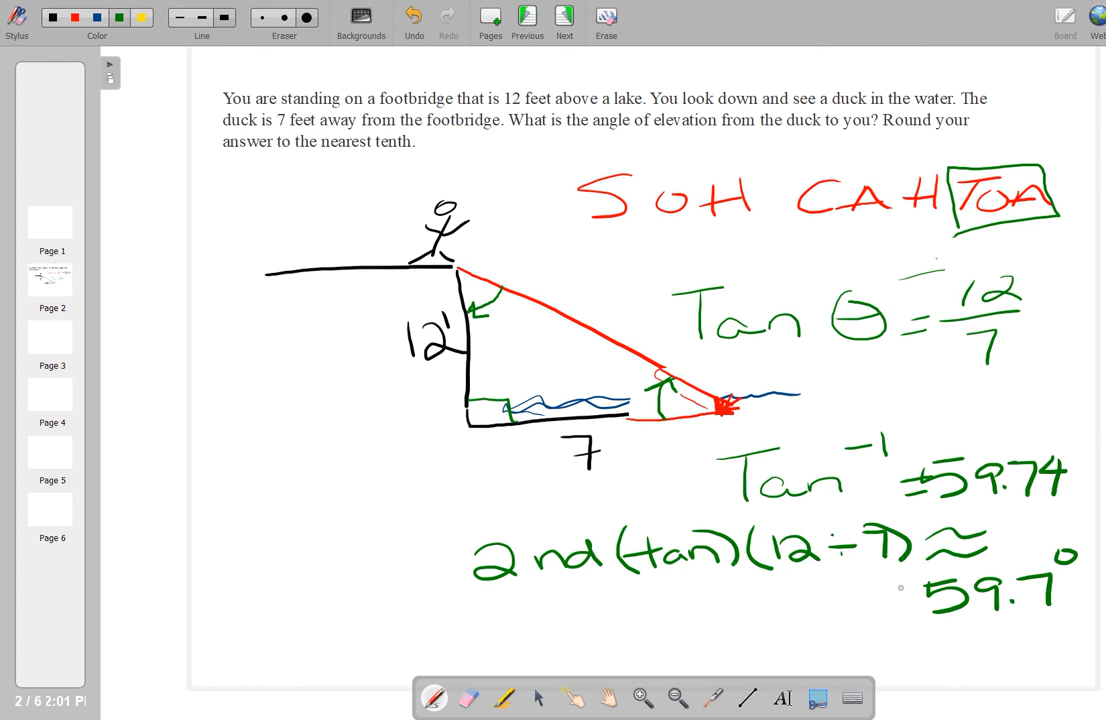 Stylus Color Line Eraser Backgrounds Undo Redo Pages Previous Next Erase Board Web
You are standing on a footbridge that is 12 feet above a lake. You look down and see a duck in the water. The
duck is 7 feet away from the footbridge. What is the angle of elevation from the duck to you? Round your
answer to the nearest tenth.
SOH CAH TOA
Page 1
Page 2
Page 3
Page 4
Page 5
Page 6
12'
7
Tan θ = 12/7
Tan⁻¹ = 59.74
2nd (tan) (12 ÷ 7) ≈
59.7°
2 / 6 2:01 PM
A